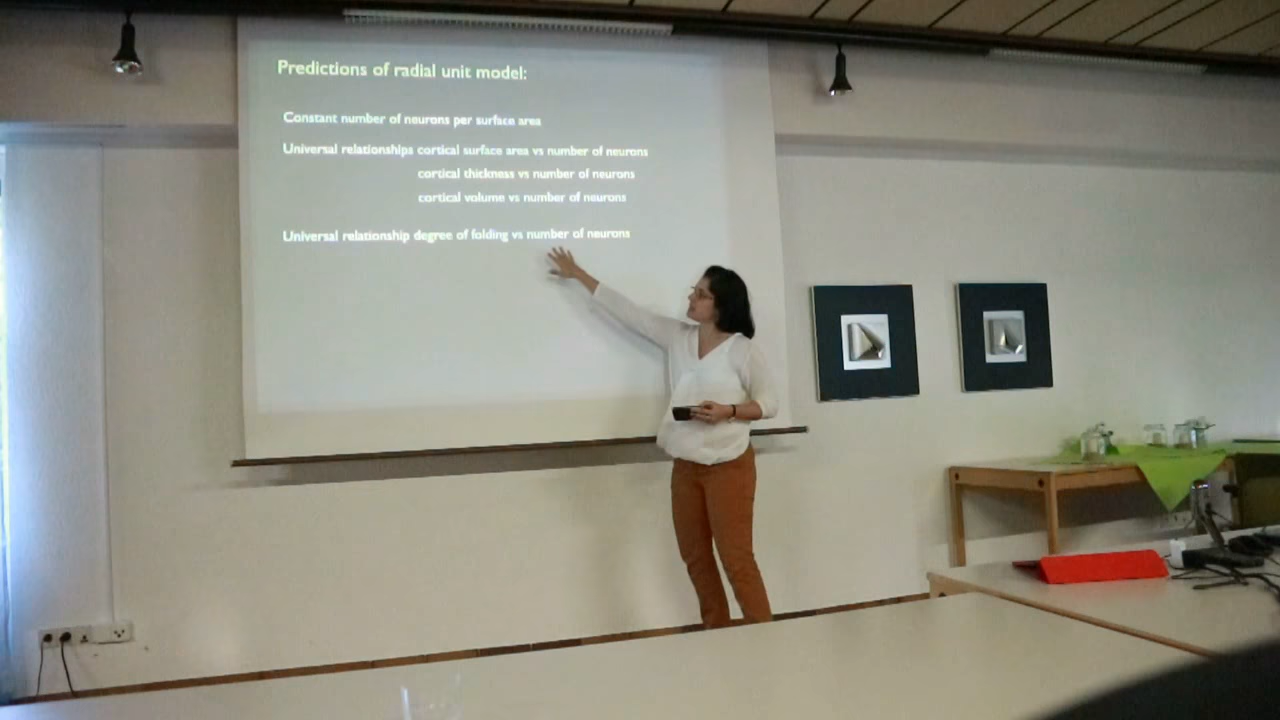 Predictions of radial unit model:
Constant number of neurons per surface area
Universal relationships cortical surface area vs number of neurons
cortical thickness vs number of neurons
cortical volume vs number of neurons
Universal relationship degree of folding vs number of neurons